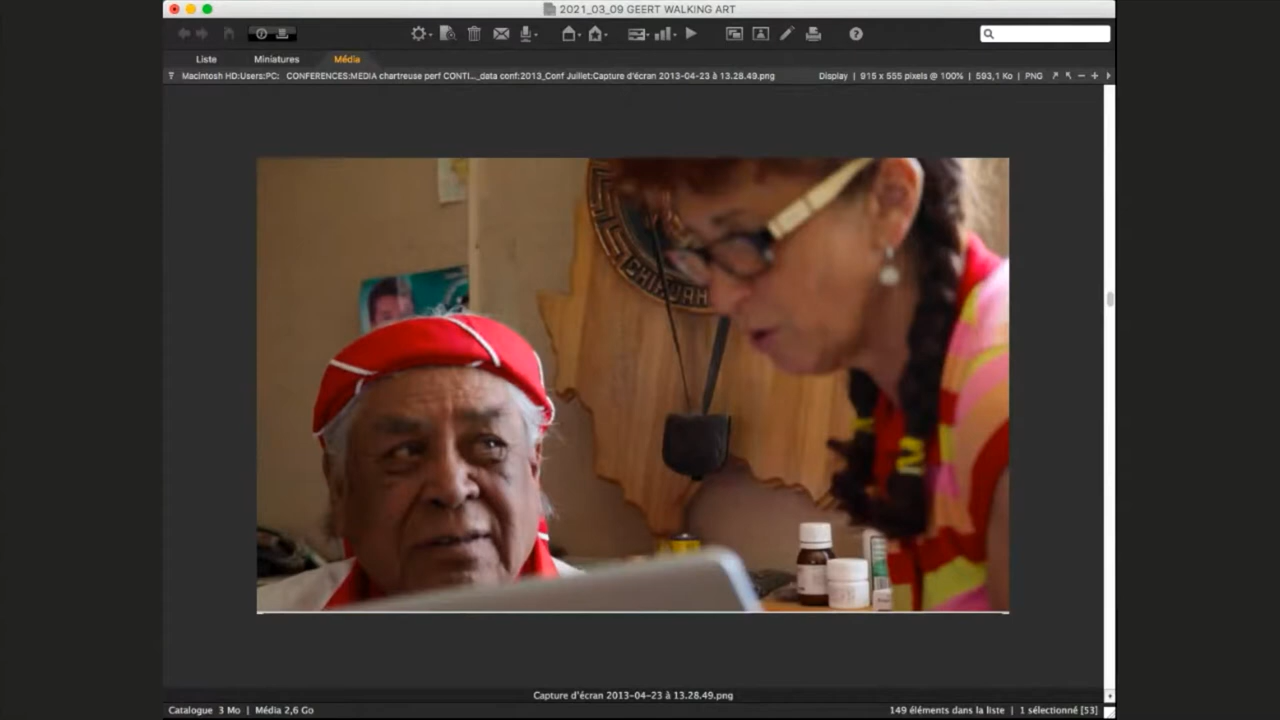 2021_03_09 GEERT WALKING ART
Liste Miniatures Média
Macintosh HD:Users:PC: CONFERENCES:MEDIA chartreuse perf CONTI..._data conf:2013_Conf Juillet:Capture d'écran 2013-04-23 à 13.28.49.png Display | 915 x 555 pixels @ 100% | 593,1 Ko | PNG
CHIHUAH
Capture d'écran 2013-04-23 à 13.28.49.png
Catalogue 3 Mo | Média 2,6 Go 149 éléments dans la liste | 1 sélectionné [53]